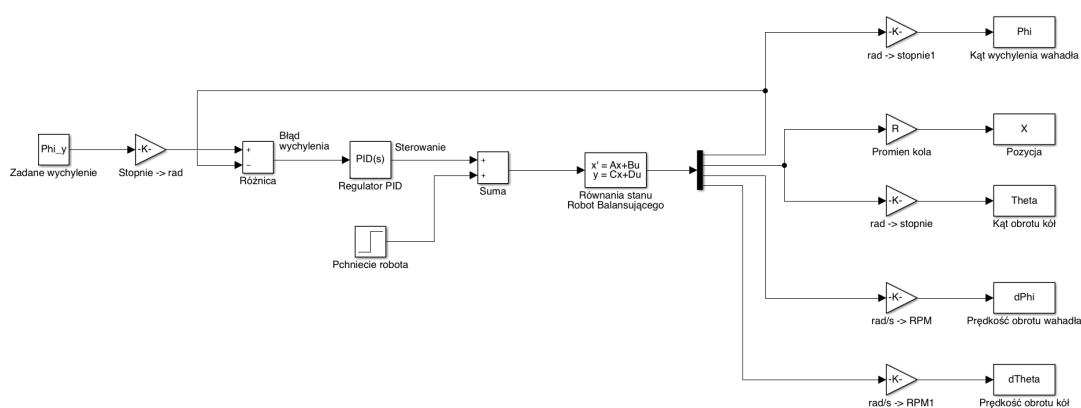 -K-
Phi
rad -> stopnie1
Kąt wychylenia wahadła
Phi_y
Zadane wychylenie
-K-
Stopnie -> rad
+
−
Różnica
Błąd
wychylenia
PID(s)
Regulator PID
Sterowanie
+
+
Suma
x' = Ax+Bu
y = Cx+Du
Równania stanu
Robot Balansującego
Pchniecie robota
R
Promien kola
X
Pozycja
-K-
rad -> stopnie
Theta
Kąt obrotu kół
-K-
rad/s -> RPM
dPhi
Prędkość obrotu wahadła
-K-
rad/s -> RPM1
dTheta
Prędkość obrotu kół